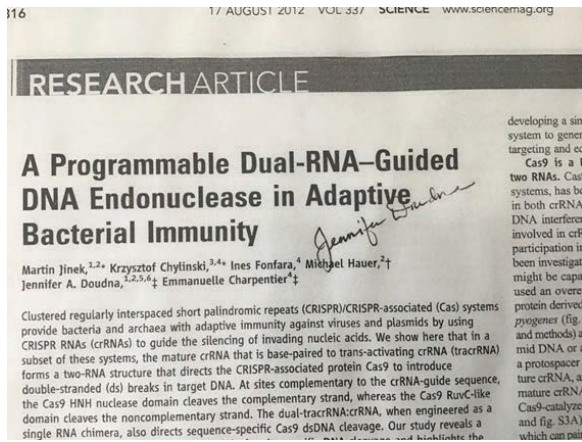 816 17 AUGUST 2012 VOL 337 SCIENCE www.sciencemag.org
RESEARCH ARTICLE
A Programmable Dual-RNA–Guided
DNA Endonuclease in Adaptive
Bacterial Immunity
Jennifer Doudna
Martin Jinek,1,2* Krzysztof Chylinski,3,4* Ines Fonfara,4 Michael Hauer,2†
Jennifer A. Doudna,1,2,5,6‡ Emmanuelle Charpentier4‡
Clustered regularly interspaced short palindromic repeats (CRISPR)/CRISPR-associated (Cas) systems
provide bacteria and archaea with adaptive immunity against viruses and plasmids by using
CRISPR RNAs (crRNAs) to guide the silencing of invading nucleic acids. We show here that in a
subset of these systems, the mature crRNA that is base-paired to trans-activating crRNA (tracrRNA)
forms a two-RNA structure that directs the CRISPR-associated protein Cas9 to introduce
double-stranded (ds) breaks in target DNA. At sites complementary to the crRNA-guide sequence,
the Cas9 HNH nuclease domain cleaves the complementary strand, whereas the Cas9 RuvC-like
domain cleaves the noncomplementary strand. The dual-tracrRNA:crRNA, when engineered as a
single RNA chimera, also directs sequence-specific Cas9 dsDNA cleavage. Our study reveals a
cleavage and highlights the
developing a sin
system to gener
targeting and ed
Cas9 is a
two RNAs. Cas
systems, has be
in both crRNA
DNA interferen
involved in crR
participation in
been investigat
might be capa
used an overe
protein derived
pyogenes (fig.
and methods) a
mid DNA or a
a protospacer
ture crRNA, a
mature crRNA
Cas9-catalyze
and fig. S3A)
which can